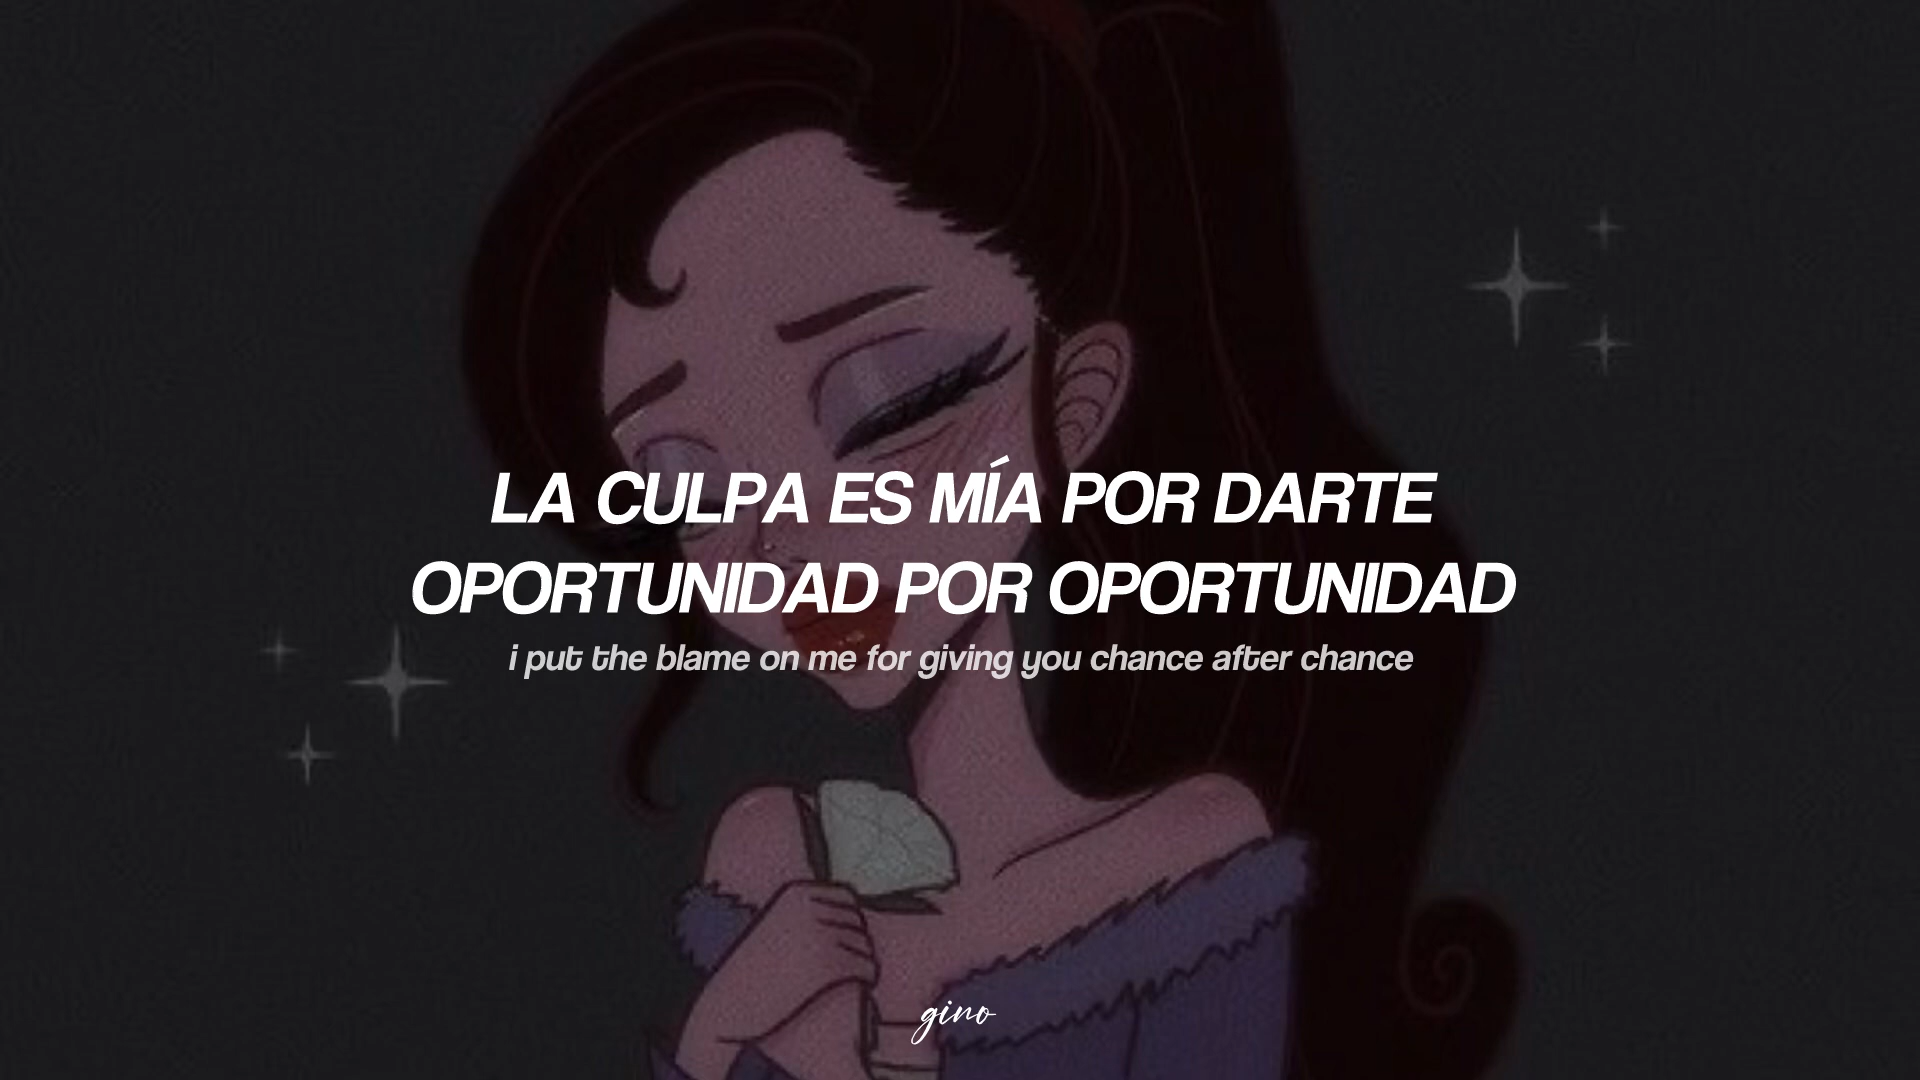 LA CULPA ES MÍA POR DARTE
OPORTUNIDAD POR OPORTUNIDAD
i put the blame on me for giving you chance after chance
gino